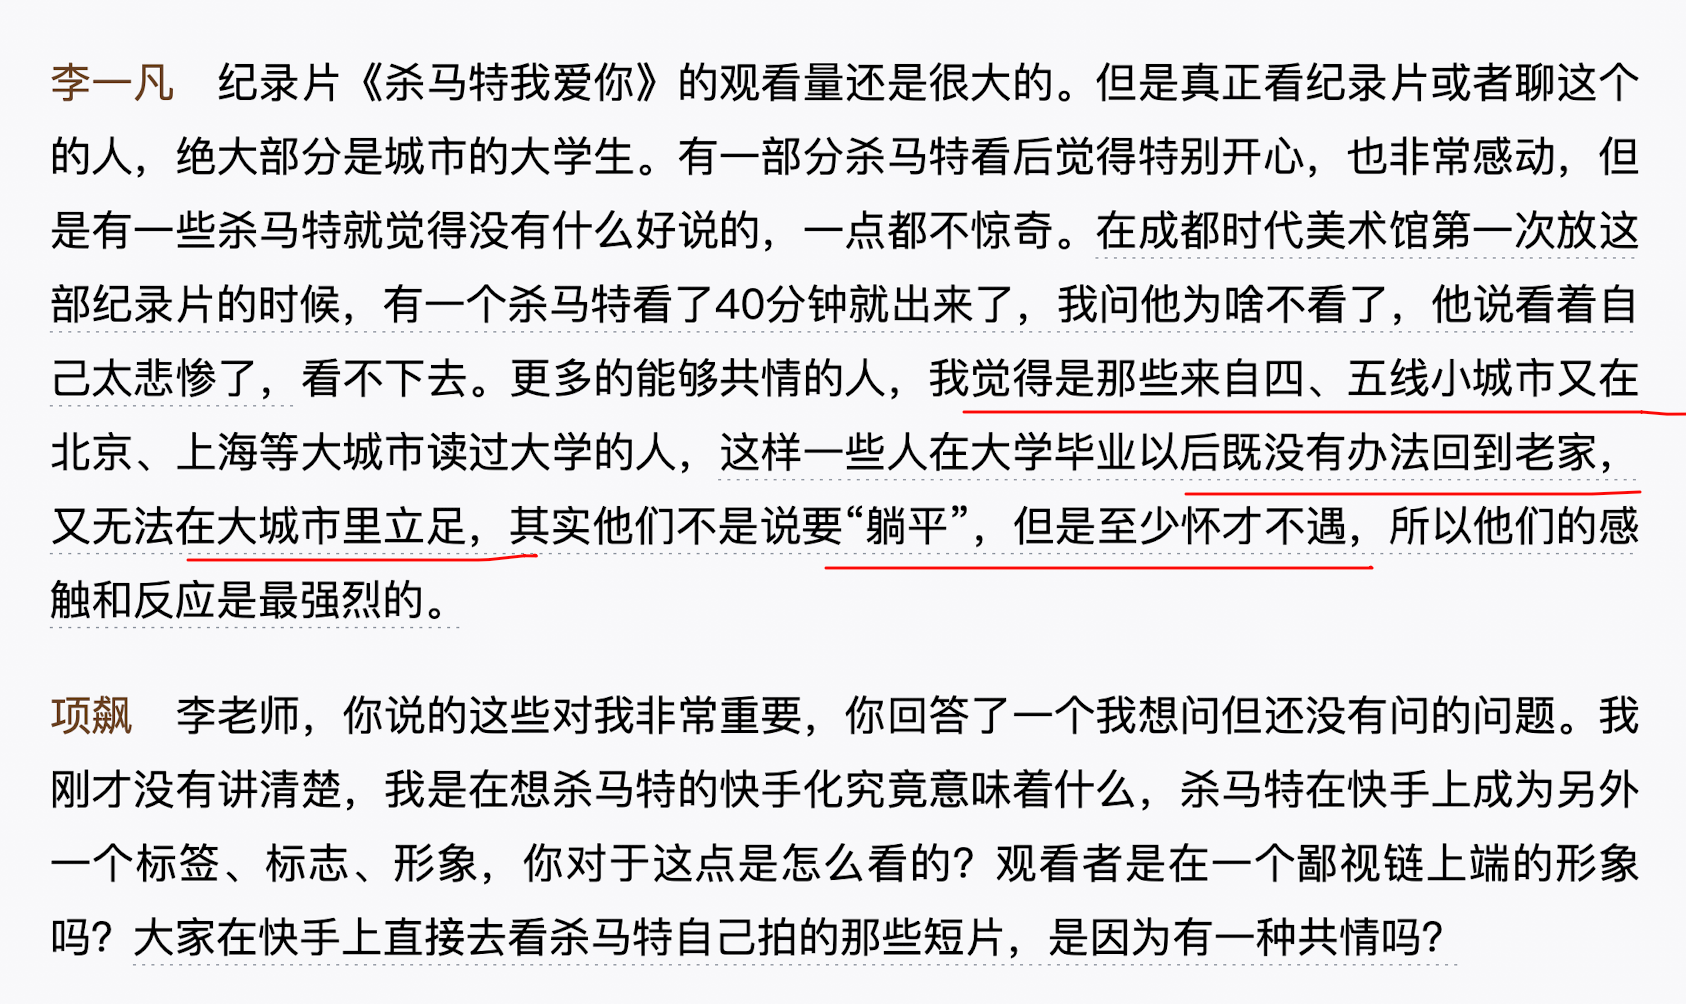 李一凡　纪录片《杀马特我爱你》的观看量还是很大的。但是真正看纪录片或者聊这个
的人，绝大部分是城市的大学生。有一部分杀马特看后觉得特别开心，也非常感动，但
是有一些杀马特就觉得没有什么好说的，一点都不惊奇。在成都时代美术馆第一次放这
部纪录片的时候，有一个杀马特看了40分钟就出来了，我问他为啥不看了，他说看着自
己太悲惨了，看不下去。更多的能够共情的人，我觉得是那些来自四、五线小城市又在
北京、上海等大城市读过大学的人，这样一些人在大学毕业以后既没有办法回到老家，
又无法在大城市里立足，其实他们不是说要“躺平”，但是至少怀才不遇，所以他们的感
触和反应是最强烈的。
项飙　李老师，你说的这些对我非常重要，你回答了一个我想问但还没有问的问题。我
刚才没有讲清楚，我是在想杀马特的快手化究竟意味着什么，杀马特在快手上成为另外
一个标签、标志、形象，你对于这点是怎么看的？观看者是在一个鄙视链上端的形象
吗？大家在快手上直接去看杀马特自己拍的那些短片，是因为有一种共情吗？